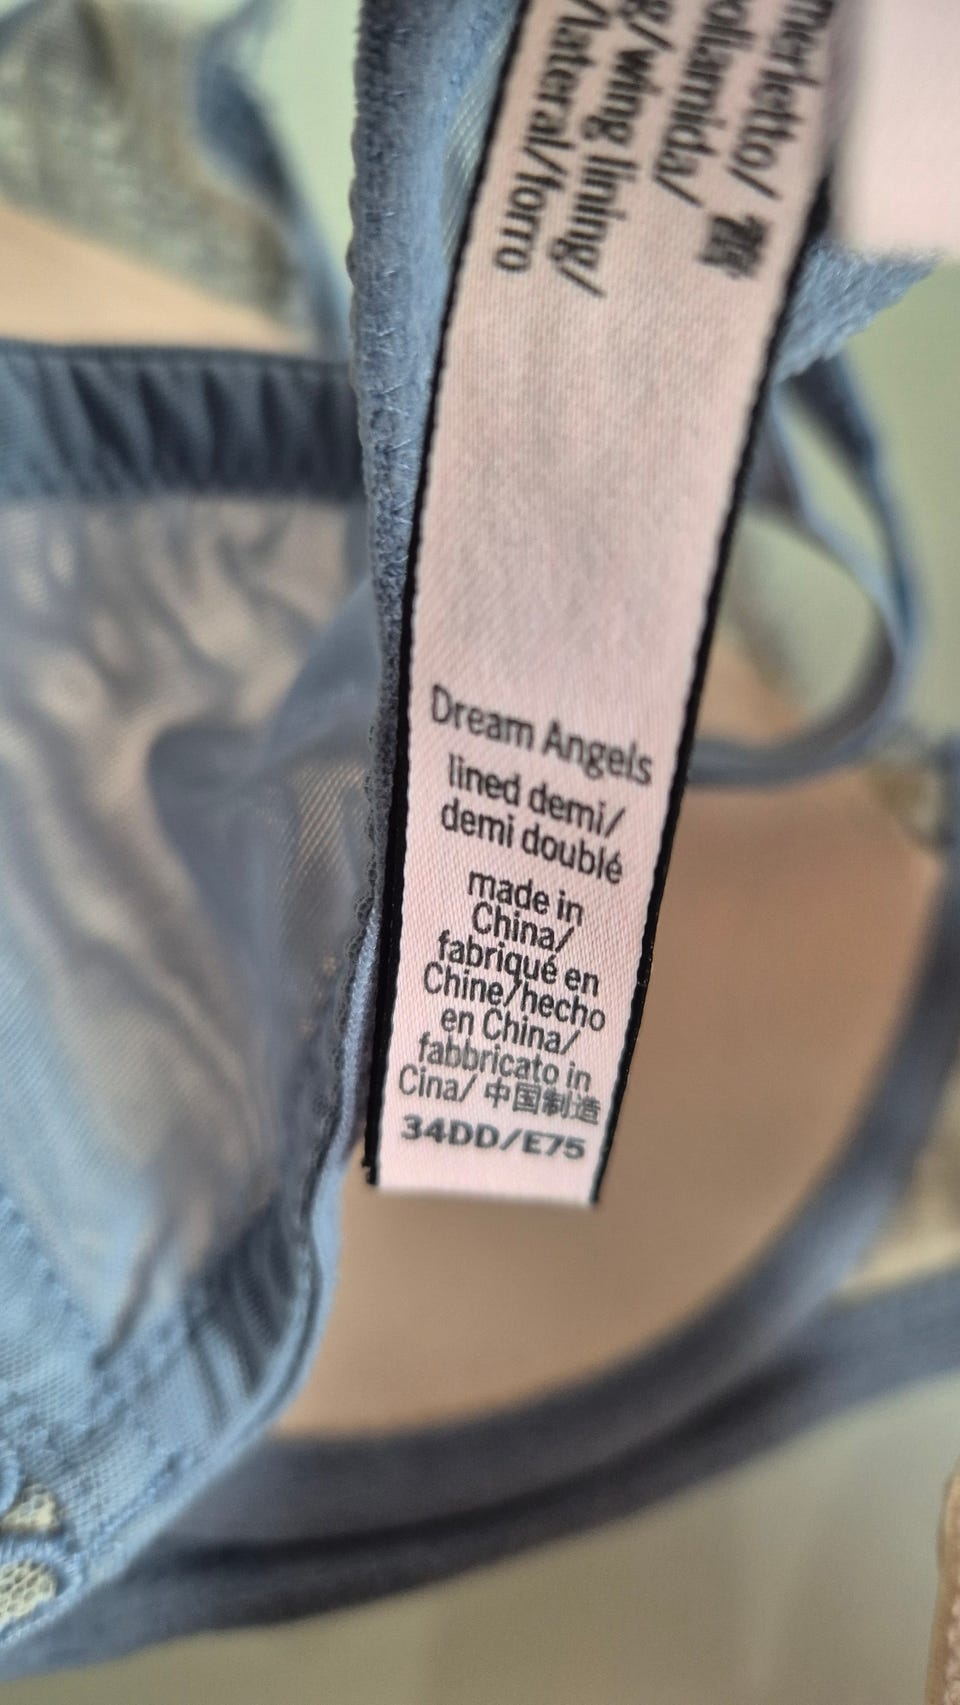 merletto/
ollamida/
g/wing lining/
/lateral/forro
Dream Angels
lined demi/
demi doublé
made in
China/
fabriqué en
Chine/hecho
en China/
fabbricato in
Cina/ 中国制造
34DD/E75